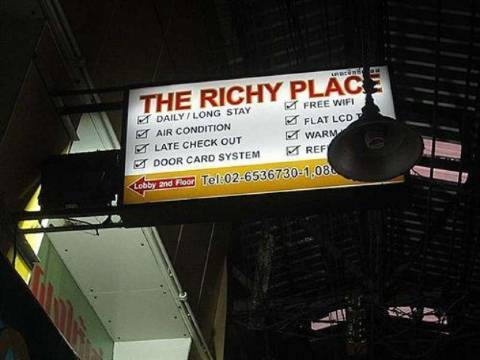 THE RICHY PLACE
DAILY / LONG STAY
AIR CONDITION
LATE CHECK OUT
DOOR CARD SYSTEM
FREE WIFI
FLAT LCD
Lobby 2nd Floor
Tel:02-6536730-1,